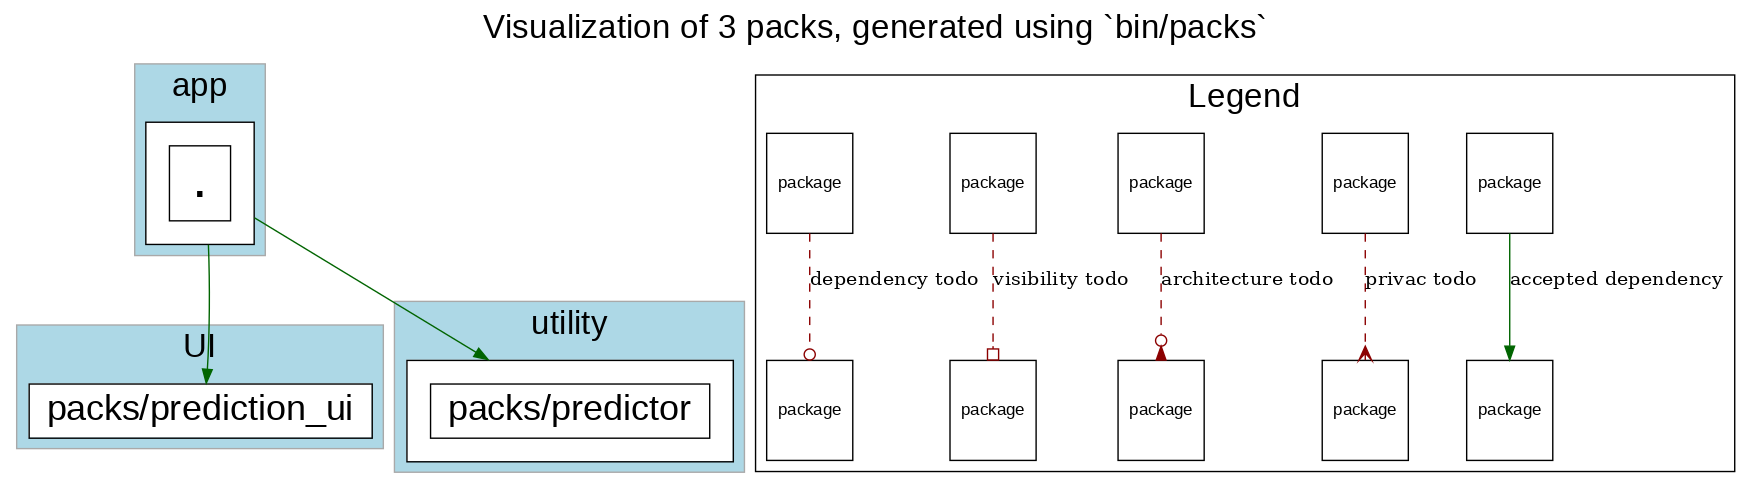 Visualization of 3 packs, generated using `bin/packs`
app
.
UI
packs/prediction_ui
utility
packs/predictor
Legend
package
package
package
package
package
dependency todo
visibility todo
architecture todo
privac todo
accepted dependency
package
package
package
package
package